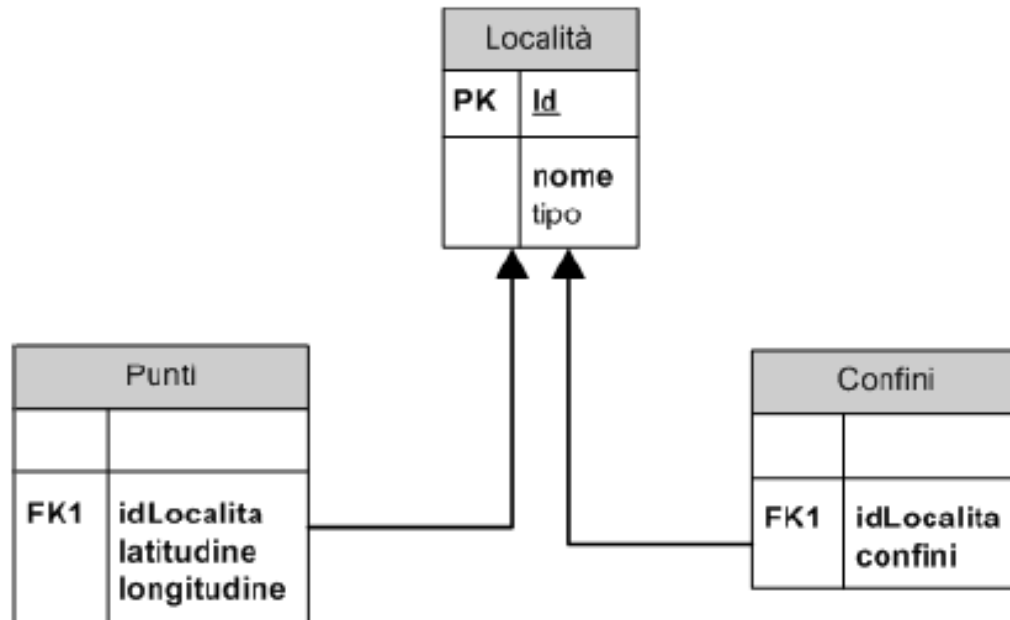 Località
PK Id
nome
tipo
Punti
FK1 idLocalita
latitudine
longitudine
Confini
FK1 idLocalita
confini